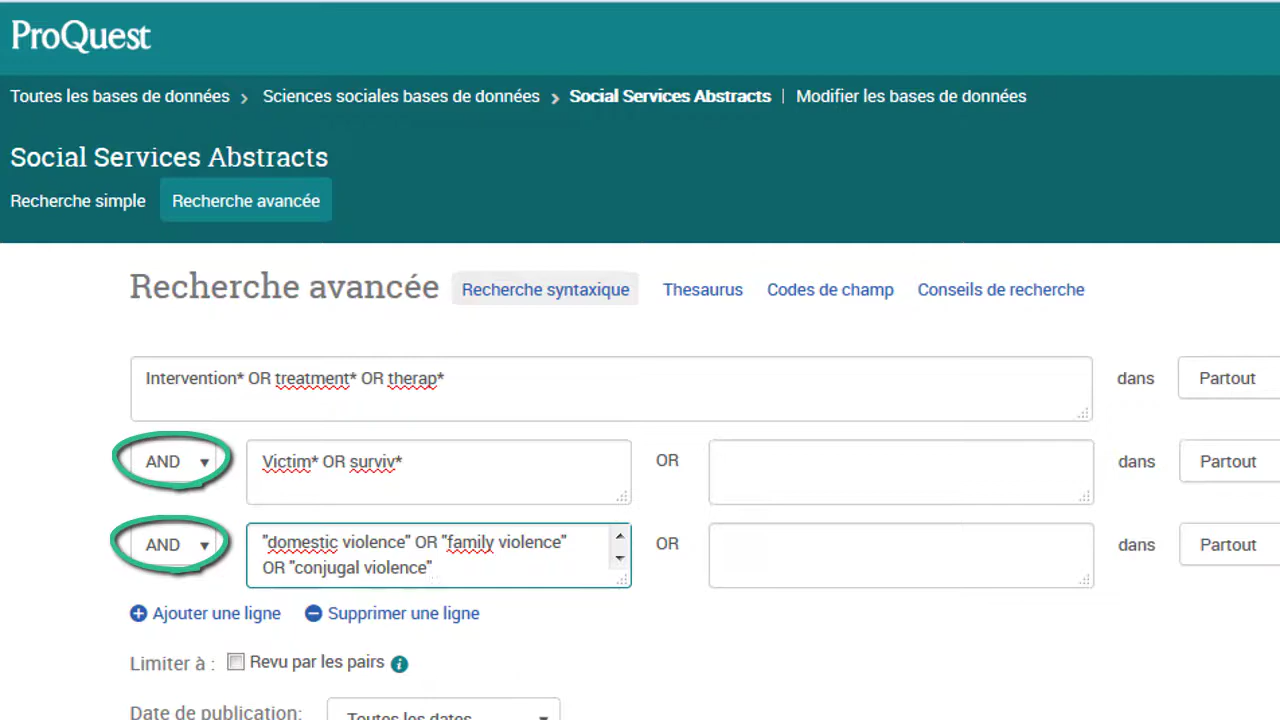 ProQuest
Toutes les bases de données > Sciences sociales bases de données > Social Services Abstracts | Modifier les bases de données
Social Services Abstracts
Recherche simple Recherche avancée
Recherche avancée Recherche syntaxique Thesaurus Codes de champ Conseils de recherche
Intervention* OR treatment* OR therap* dans Partout
AND Victim* OR surviv* OR dans Partout
AND "domestic violence" OR "family violence" OR dans Partout
OR "conjugal violence"
Ajouter une ligne Supprimer une ligne
Limiter à : Revu par les pairs
Date de publication: Toutes les dates